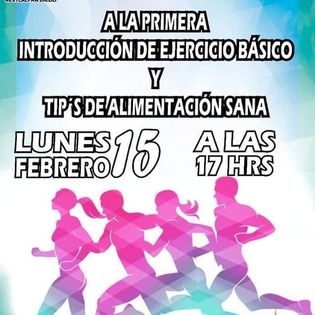 A LA PRIMERA
INTRODUCCIÓN DE EJERCICIO BÁSICO
Y
TIP´S DE ALIMENTACIÓN SANA
LUNES 15 A LAS
FEBRERO 17 HRS